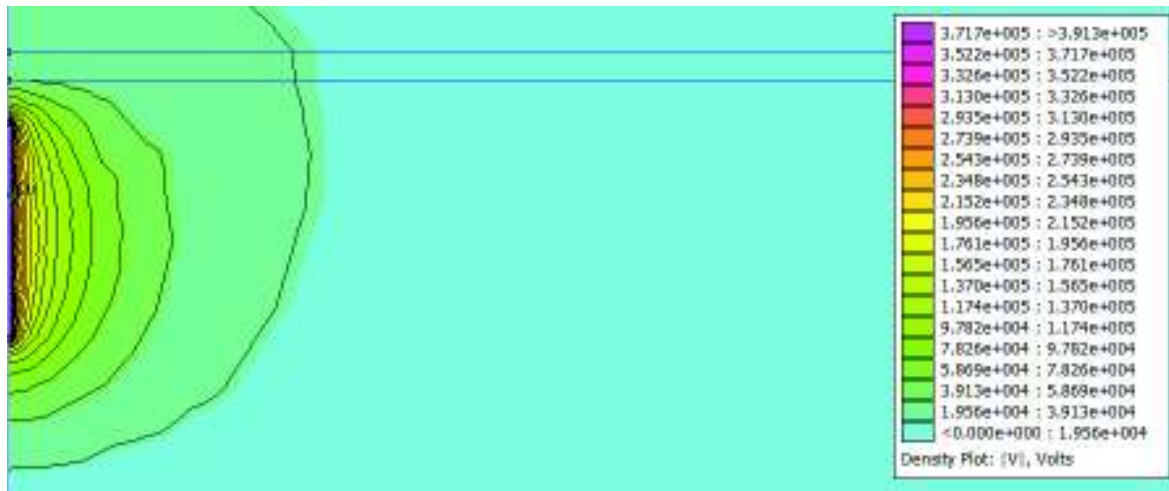 3.717e+005 : >3.913e+005
3.522e+005 : 3.717e+005
3.326e+005 : 3.522e+005
3.130e+005 : 3.326e+005
2.935e+005 : 3.130e+005
2.739e+005 : 2.935e+005
2.543e+005 : 2.739e+005
2.348e+005 : 2.543e+005
2.152e+005 : 2.348e+005
1.956e+005 : 2.152e+005
1.761e+005 : 1.956e+005
1.565e+005 : 1.761e+005
1.370e+005 : 1.565e+005
1.174e+005 : 1.370e+005
9.782e+004 : 1.174e+005
7.826e+004 : 9.782e+004
5.869e+004 : 7.826e+004
3.913e+004 : 5.869e+004
1.956e+004 : 3.913e+004
<0.000e+000 : 1.956e+004
Density Plot: |V|, Volts